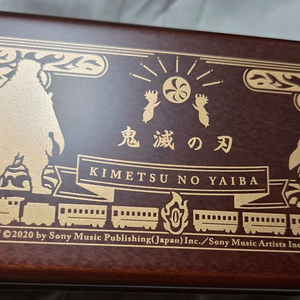 鬼滅の刃
KIMETSU NO YAIBA
©2020 by Sony Music Publishing(Japan)Inc.／Sony Music Artists Inc